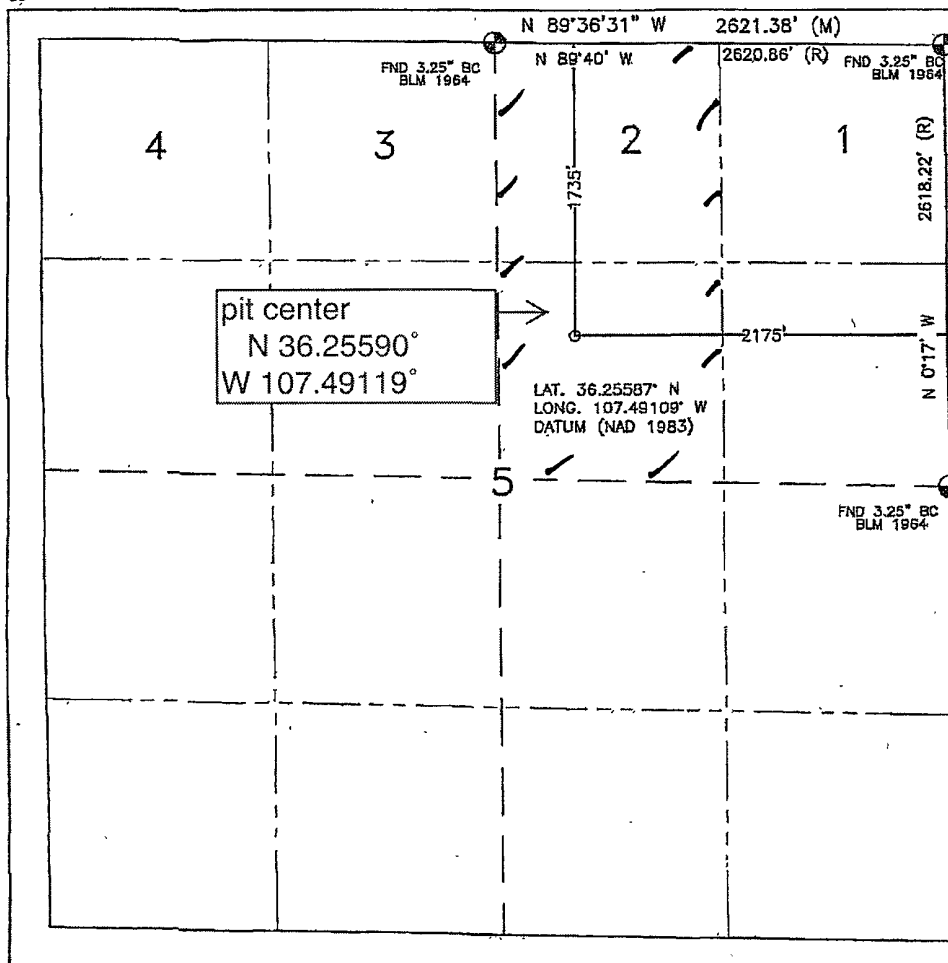 N 89°36'31" W 2621.38' (M)
N 89°40' W 2620.86' (R)
FND 3.25" BC
BLM 1964
FND 3.25" BC
BLM 1964
4
3
2
1
2618.22' (R)
1735'
pit center
N 36.25590°
W 107.49119°
2175'
N 0°17' W
LAT. 36.25587° N
LONG. 107.49109° W
DATUM (NAD 1983)
5
FND 3.25" BC
BLM 1964